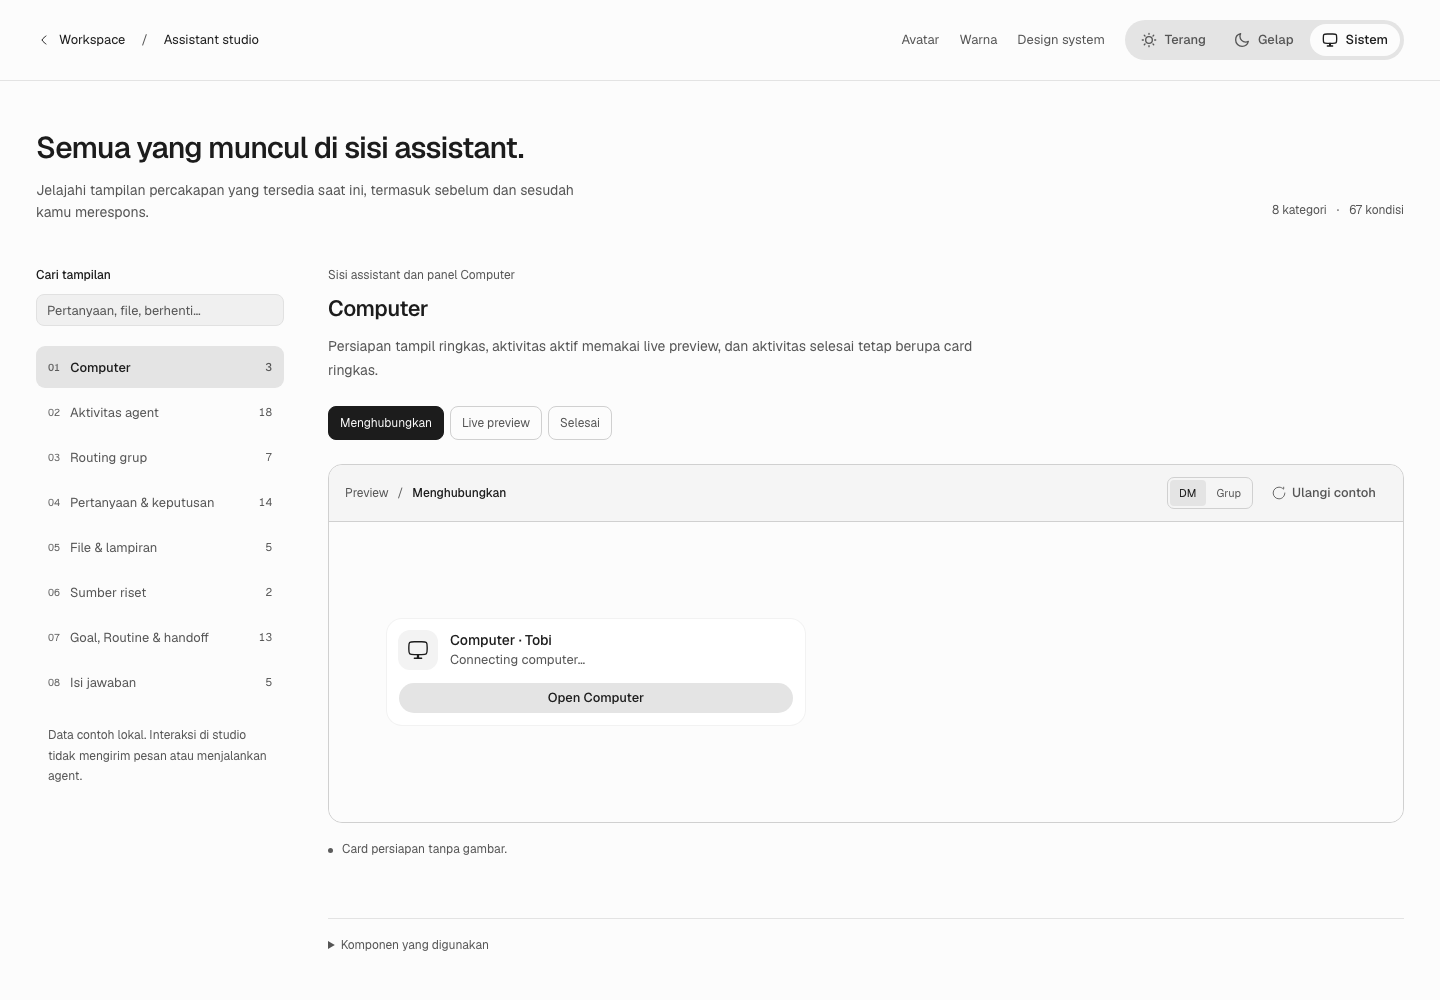 Workspace / Assistant studio
Avatar Warna Design system Terang Gelap Sistem
Semua yang muncul di sisi assistant.
Jelajahi tampilan percakapan yang tersedia saat ini, termasuk sebelum dan sesudah
kamu merespons.
8 kategori · 67 kondisi
Cari tampilan
Pertanyaan, file, berhenti…
01 Computer 3
02 Aktivitas agent 18
03 Routing grup 7
04 Pertanyaan & keputusan 14
05 File & lampiran 5
06 Sumber riset 2
07 Goal, Routine & handoff 13
08 Isi jawaban 5
Data contoh lokal. Interaksi di studio
tidak mengirim pesan atau menjalankan
agent.
Sisi assistant dan panel Computer
Computer
Persiapan tampil ringkas, aktivitas aktif memakai live preview, dan aktivitas selesai tetap berupa card
ringkas.
Menghubungkan Live preview Selesai
Preview / Menghubungkan DM Grup Ulangi contoh
Computer · Tobi
Connecting computer…
Open Computer
Card persiapan tanpa gambar.
Komponen yang digunakan